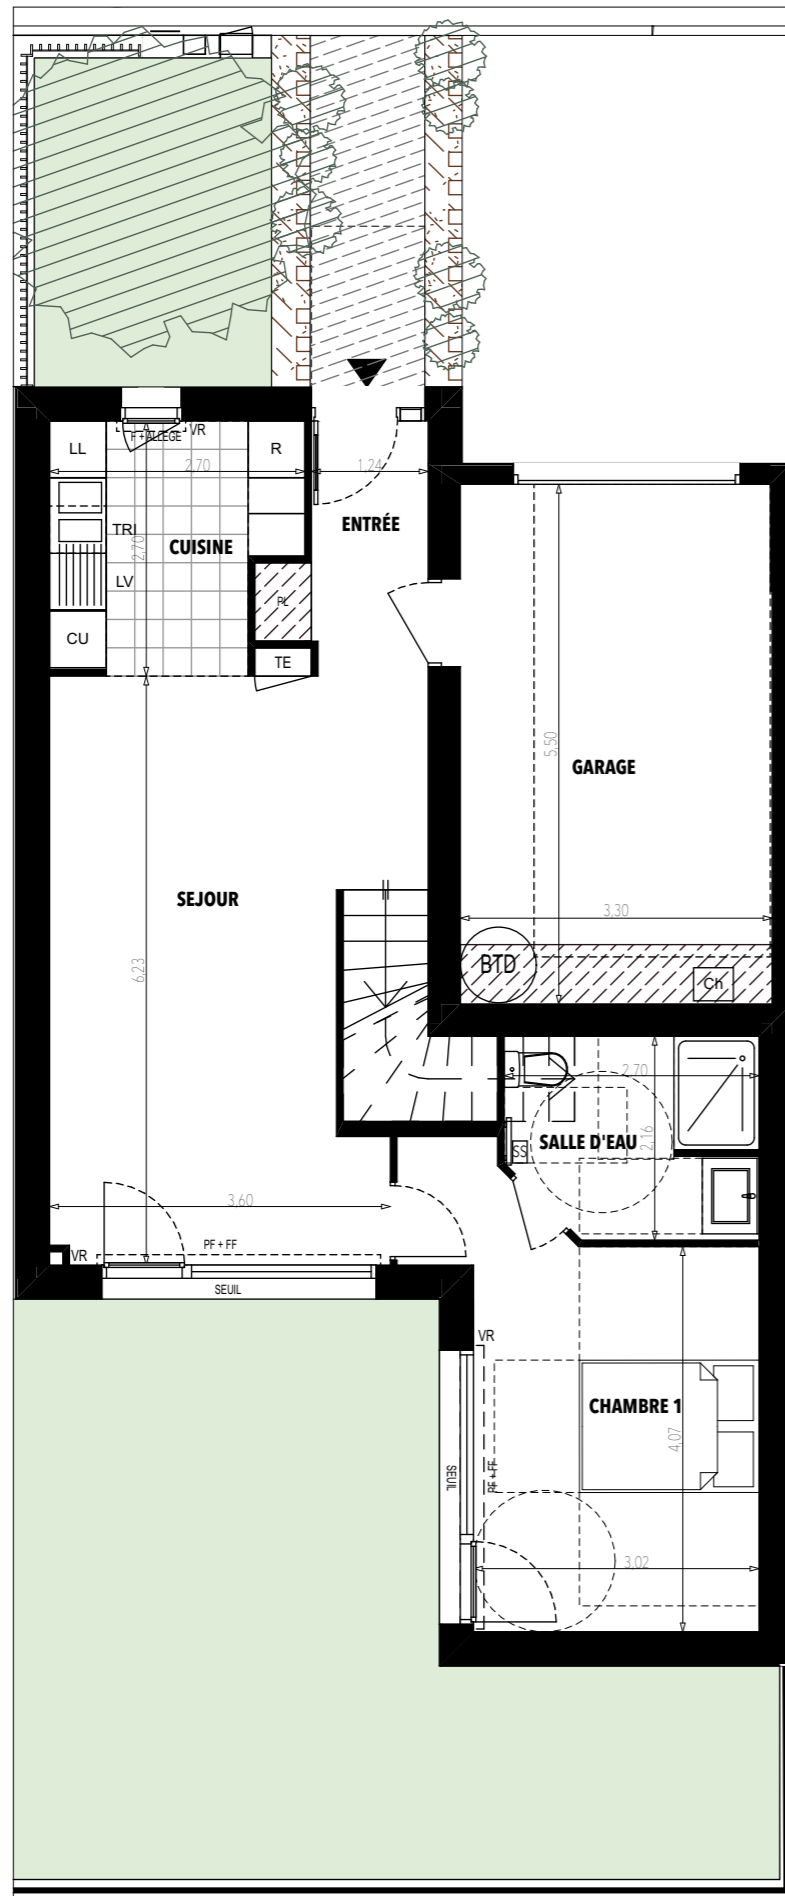 F + ALLEGE
VR
LL
R
2,70
1,24
ENTRÉE
TRI
CUISINE
2,70
LV
PL
CU
TE
5,50
GARAGE
SEJOUR
3,30
6,23
BTD
Ch
2,70
SALLE D'EAU
2,16
SS
3,60
PF + FF
VR
SEUIL
VR
CHAMBRE 1
4,07
SEUIL
PF + FF
3,02